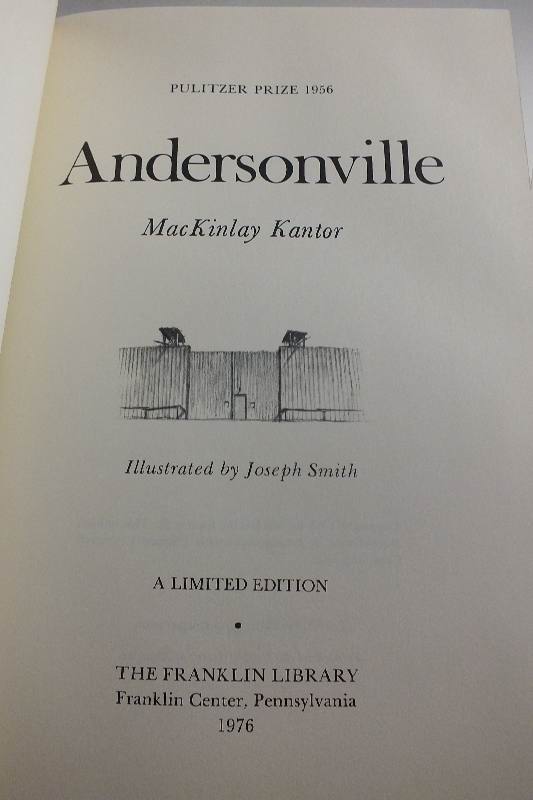 PULITZER PRIZE 1956
Andersonville
MacKinlay Kantor
Illustrated by Joseph Smith
A LIMITED EDITION
•
THE FRANKLIN LIBRARY
Franklin Center, Pennsylvania
1976